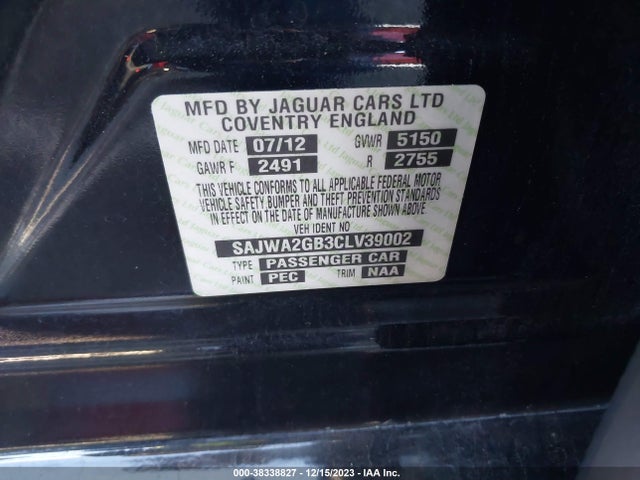 MFD BY JAGUAR CARS LTD
COVENTRY ENGLAND
MFD DATE 07/12 GVWR 5150
GAWR F 2491 R 2755
THIS VEHICLE CONFORMS TO ALL APPLICABLE FEDERAL MOTOR
VEHICLE SAFETY,BUMPER AND THEFT PREVENTION STANDARDS
IN EFFECT ON THE DATE OF MANUFACTURE SHOWN ABOVE.
VEH IDENT NO
SAJWA2GB3CLV39002
TYPE PASSENGER CAR
PAINT PEC TRIM NAA
000-38338827 - 12/15/2023 - IAA Inc.